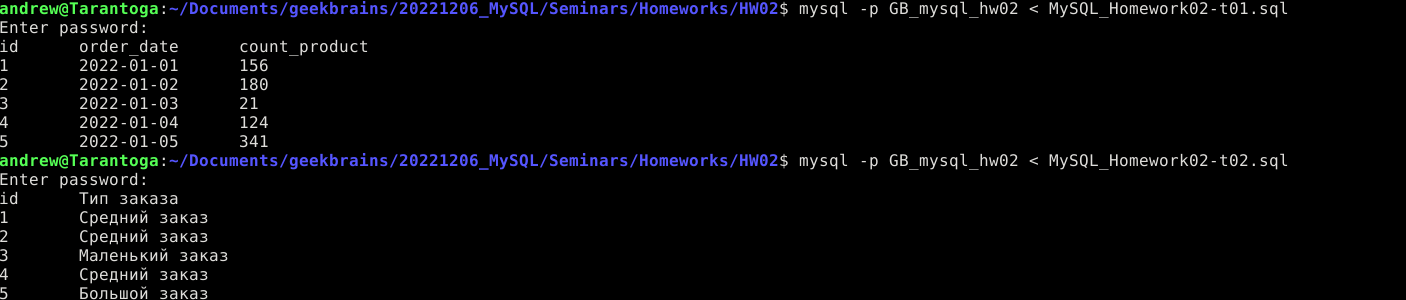 andrew@Tarantoga:~/Documents/geekbrains/20221206_MySQL/Seminars/Homeworks/HW02$ mysql -p GB_mysql_hw02 < MySQL_Homework02-t01.sql
Enter password:
id order_date count_product
1 2022-01-01 156
2 2022-01-02 180
3 2022-01-03 21
4 2022-01-04 124
5 2022-01-05 341
andrew@Tarantoga:~/Documents/geekbrains/20221206_MySQL/Seminars/Homeworks/HW02$ mysql -p GB_mysql_hw02 < MySQL_Homework02-t02.sql
Enter password:
id Тип заказа
1 Средний заказ
2 Средний заказ
3 Маленький заказ
4 Средний заказ
5 Большой заказ